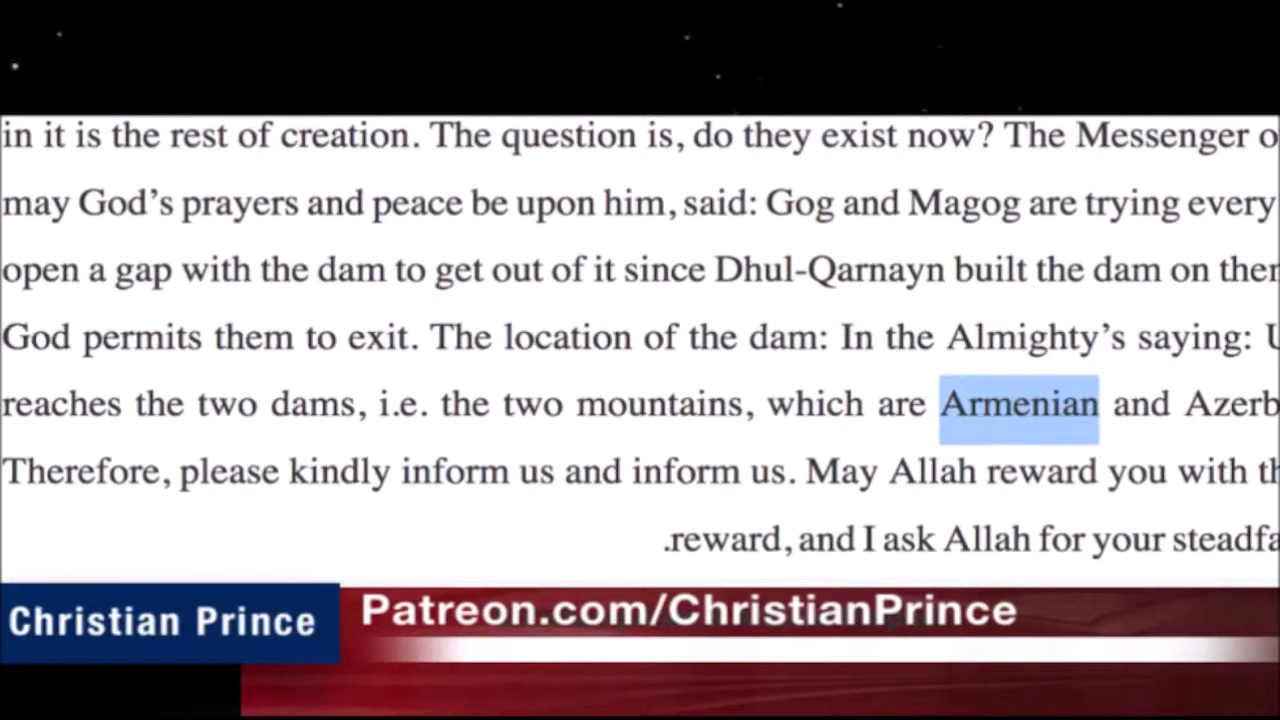 in it is the rest of creation. The question is, do they exist now? The Messenger
may God's prayers and peace be upon him, said: Gog and Magog are trying every
open a gap with the dam to get out of it since Dhul-Qarnayn built the dam on
God permits them to exit. The location of the dam: In the Almighty's saying:
reaches the two dams, i.e. the two mountains, which are Armenian and
Therefore, please kindly inform us and inform us. May Allah reward you with
.reward, and I ask Allah for your
Christian Prince
Patreon.com/ChristianPrince